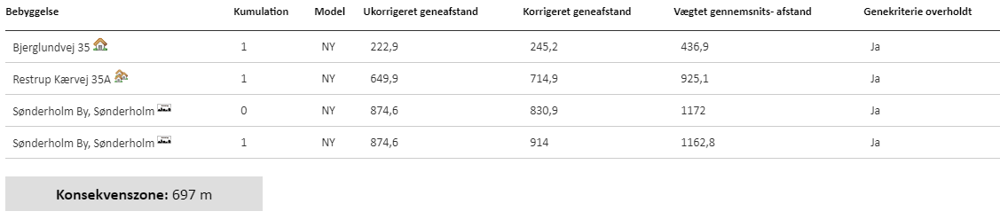 Bebyggelse Kumulation Model Ukorrigeret geneafstand Korrigeret geneafstand Vægtet gennemsnits- afstand Genekriterie overholdt
Bjerglundvej 35 1 NY 222,9 245,2 436,9 Ja
Restrup Kærvej 35A 1 NY 649,9 714,9 925,1 Ja
Sønderholm By, Sønderholm 0 NY 874,6 830,9 1172 Ja
Sønderholm By, Sønderholm 1 NY 874,6 914 1162,8 Ja
Konsekvenszone: 697 m